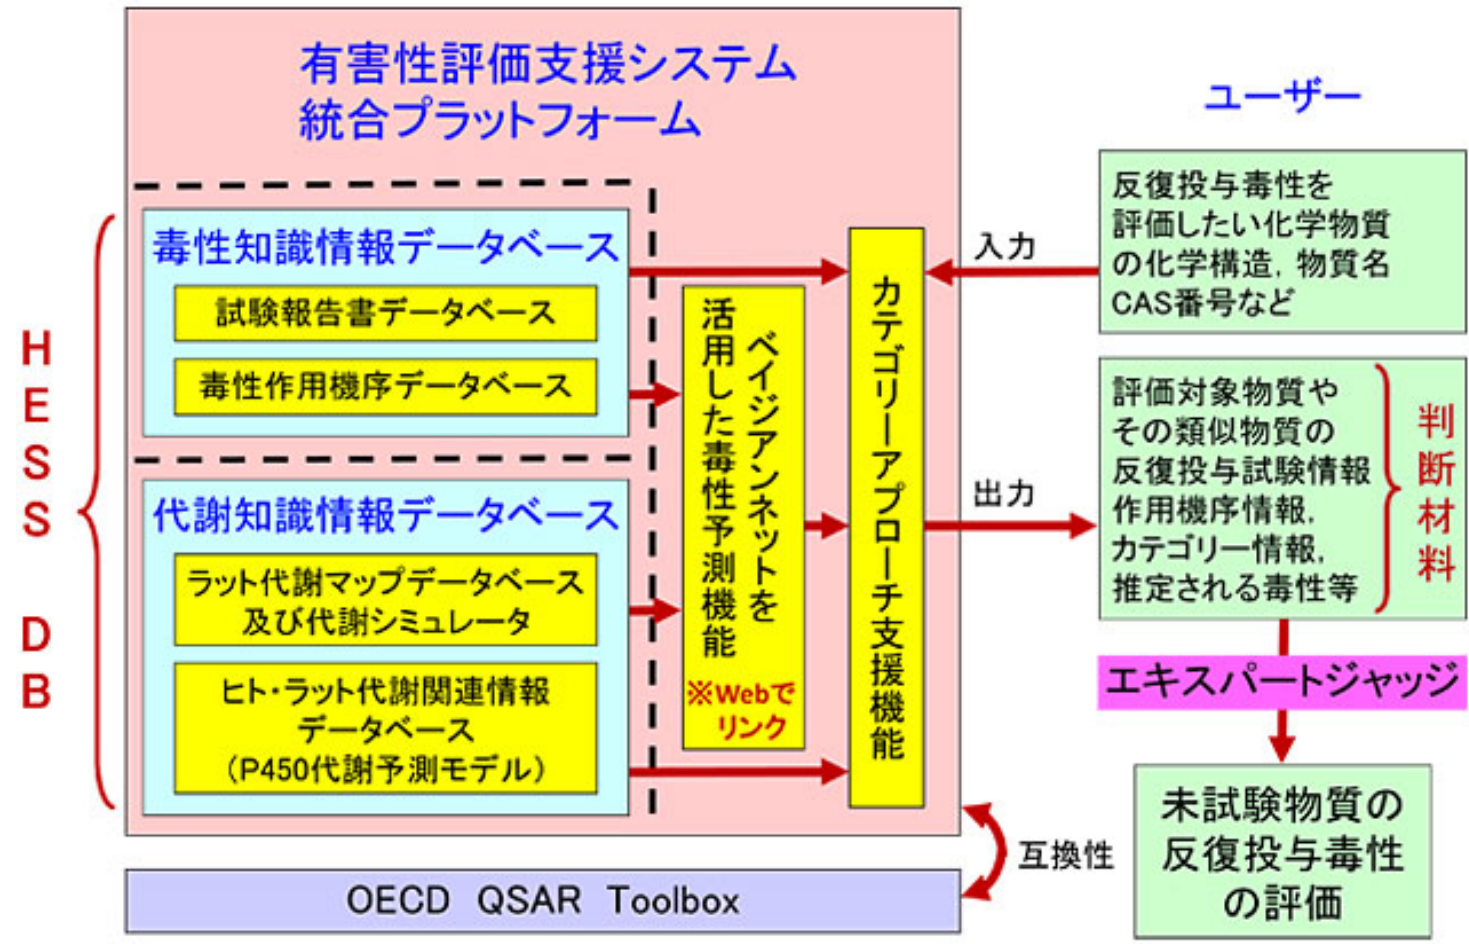 有害性評価支援システム
統合プラットフォーム
HESS DB
毒性知識情報データベース
試験報告書データベース
毒性作用機序データベース
代謝知識情報データベース
ラット代謝マップデータベース
及び代謝シミュレータ
ヒト・ラット代謝関連情報
データベース
（P450代謝予測モデル）
ベイジアンネットを
活用した毒性予測機能
※Webで
リンク
カテゴリーアプローチ支援機能
入力
出力
ユーザー
反復投与毒性を
評価したい化学物質
の化学構造，物質名
CAS番号など
評価対象物質や
その類似物質の
反復投与試験情報
作用機序情報，
カテゴリー情報，
推定される毒性等
判断材料
エキスパートジャッジ
未試験物質の
反復投与毒性
の評価
互換性
OECD QSAR Toolbox